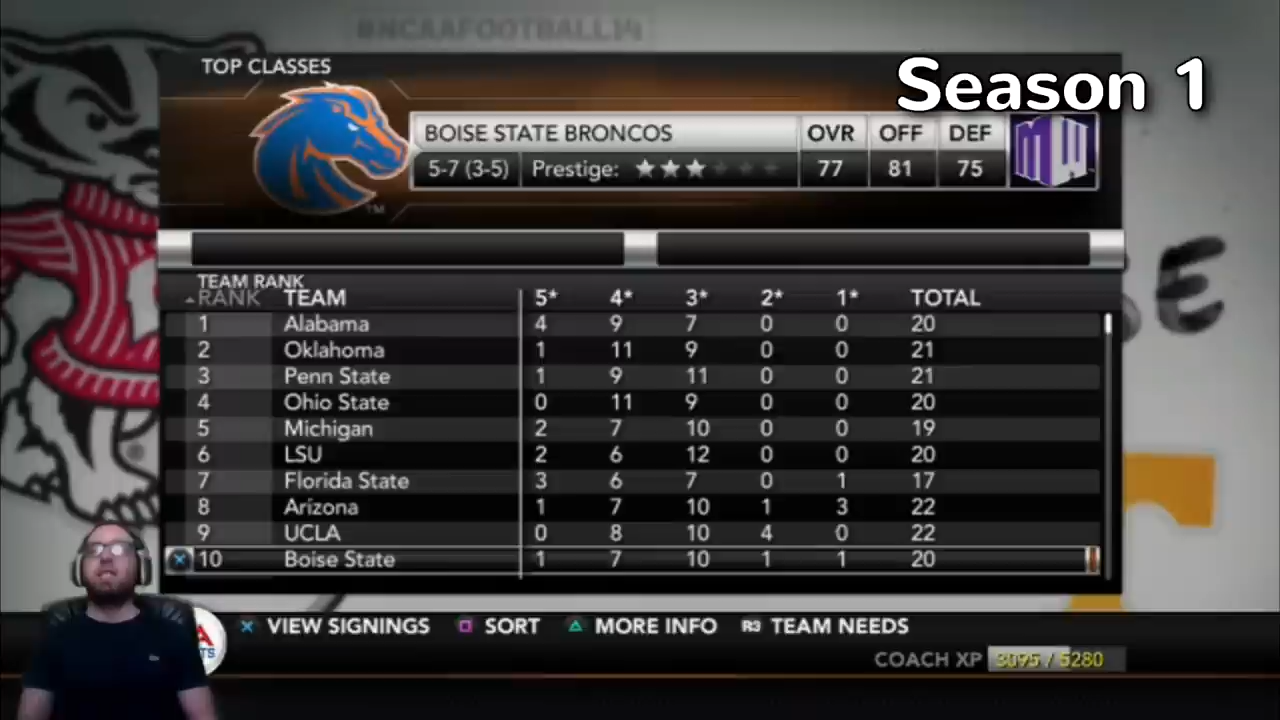 #NCAAFOOTBALL14
TOP CLASSES
Season 1
BOISE STATE BRONCOS OVR OFF DEF
5-7 (3-5) Prestige: 77 81 75
MW
TM
TEAM RANK
RANK TEAM 5* 4* 3* 2* 1* TOTAL
1 Alabama 4 9 7 0 0 20
2 Oklahoma 1 11 9 0 0 21
3 Penn State 1 9 11 0 0 21
4 Ohio State 0 11 9 0 0 20
5 Michigan 2 7 10 0 0 19
6 LSU 2 6 12 0 0 20
7 Florida State 3 6 7 0 1 17
8 Arizona 1 7 10 1 3 22
9 UCLA 0 8 10 4 0 22
10 Boise State 1 7 10 1 1 20
VIEW SIGNINGS SORT MORE INFO R3 TEAM NEEDS
COACH XP 3095 / 5280